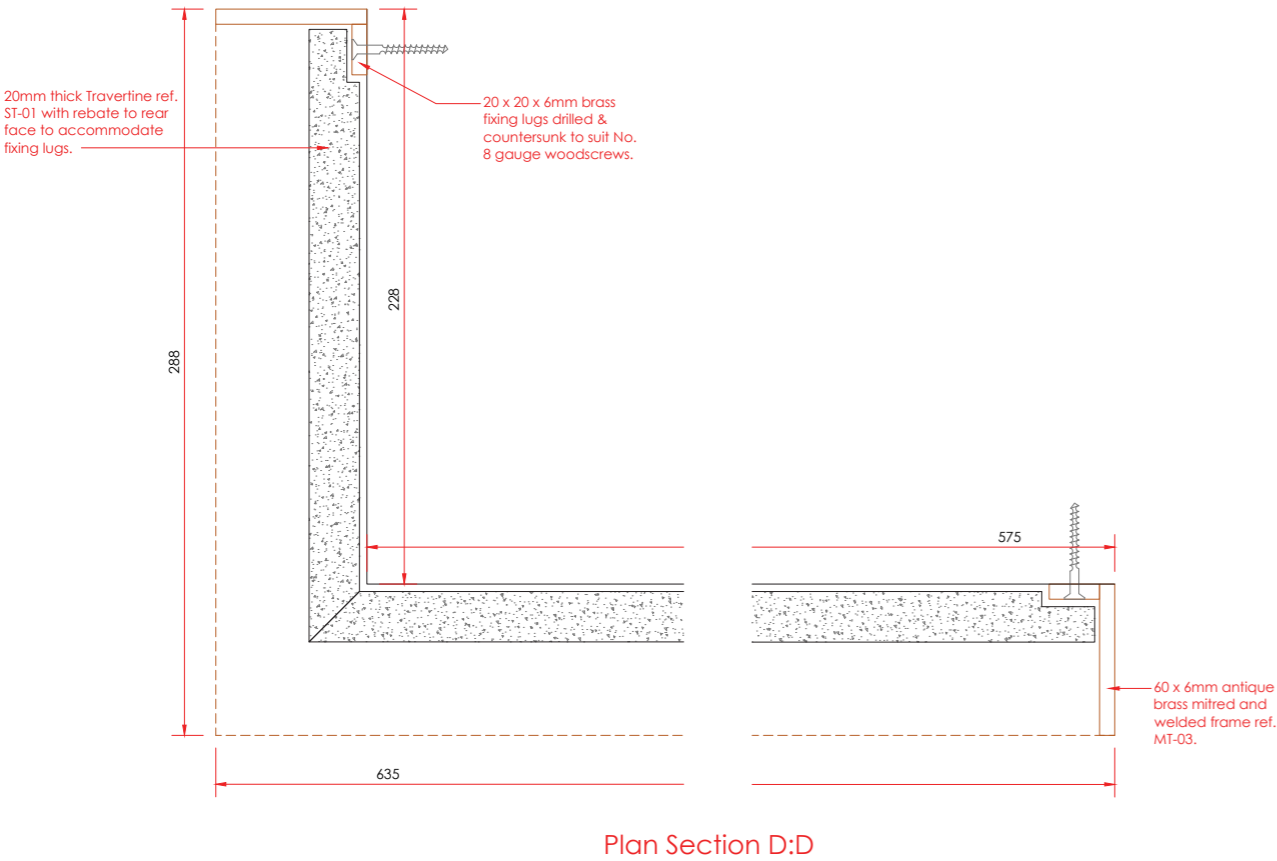 20mm thick Travertine ref.
ST-01 with rebate to rear
face to accommodate
fixing lugs.
20 x 20 x 6mm brass
fixing lugs drilled &
countersunk to suit No.
8 gauge woodscrews.
228
288
575
60 x 6mm antique
brass mitred and
welded frame ref.
MT-03.
635
Plan Section D:D